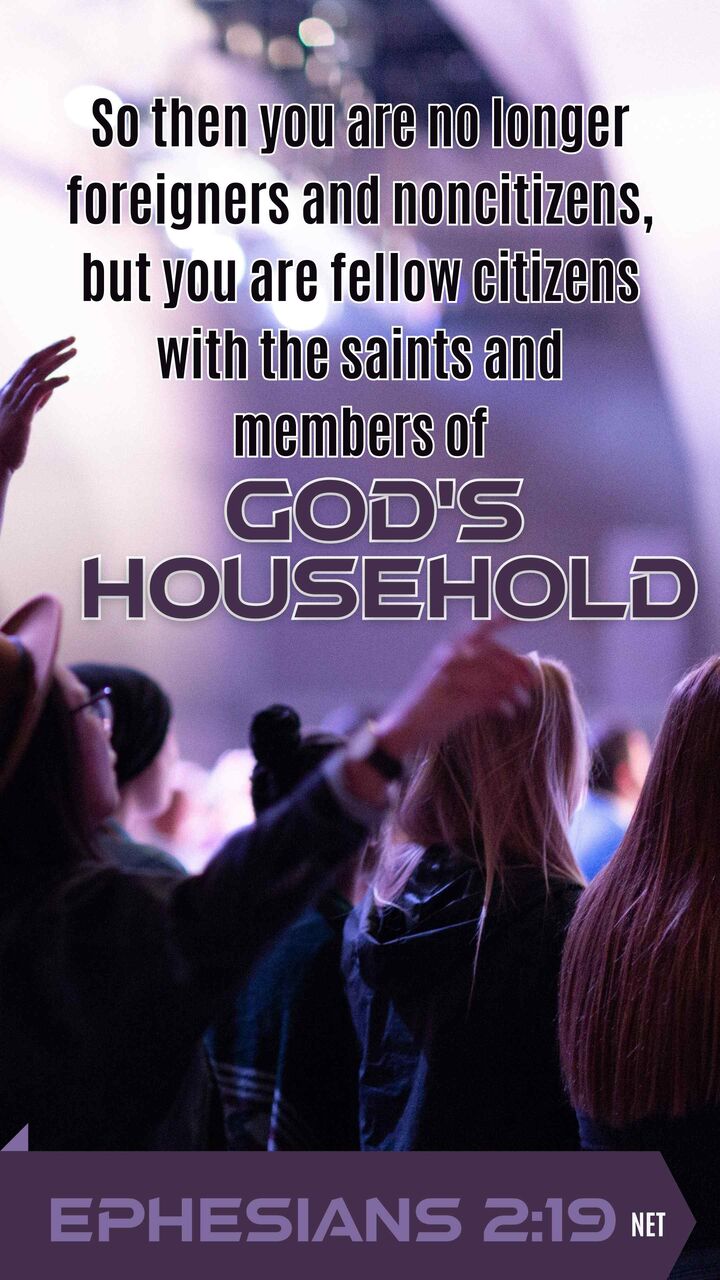 So then you are no longer
foreigners and noncitizens,
but you are fellow citizens
with the saints and
members of
GOD'S
HOUSEHOLD
EPHESIANS 2:19 NET